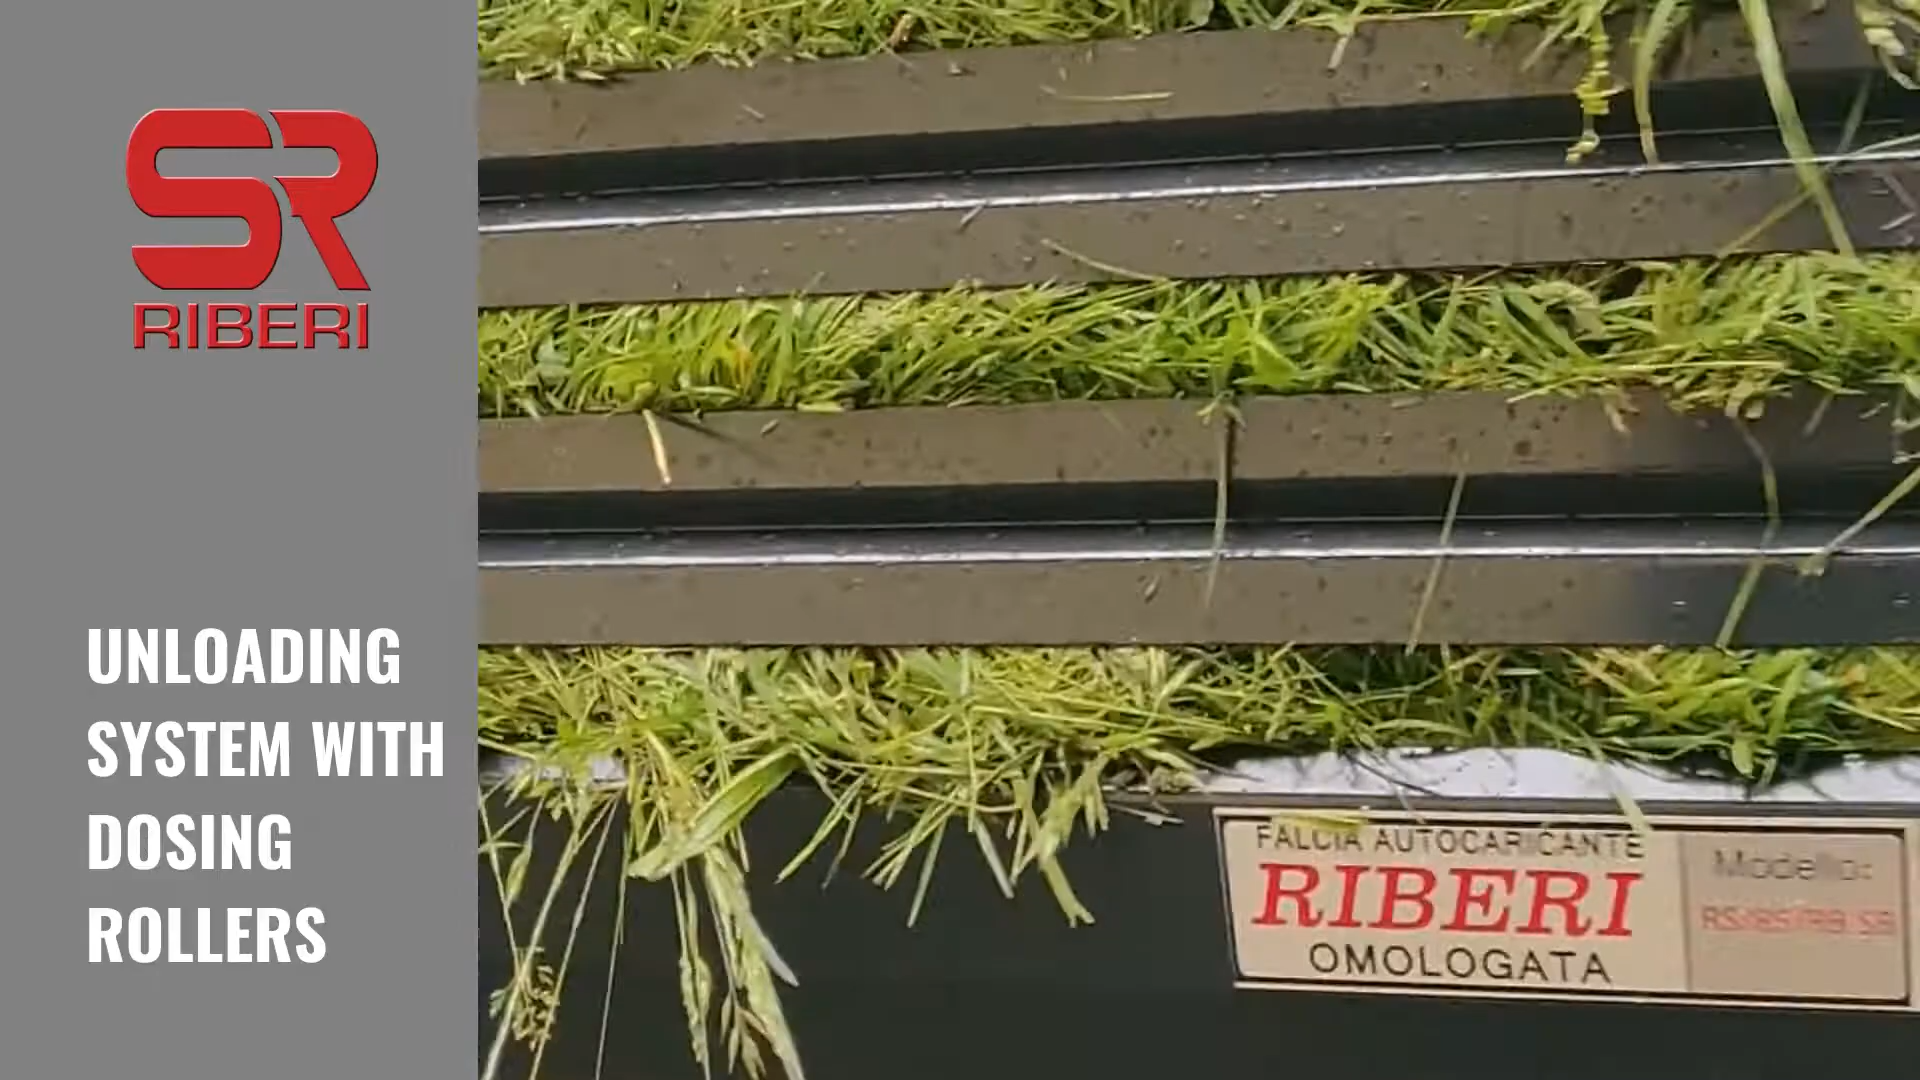 SR
RIBERI
UNLOADING
SYSTEM WITH
DOSING
ROLLERS
FALCIA AUTOCARICANTE
RIBERI
OMOLOGATA
Modello: